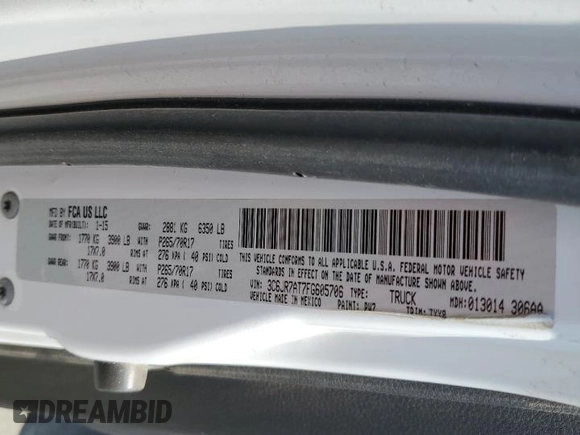 MFD BY FCA US LLC
DATE OF MFR(BUILT): 1-15 GVWR: 2881 KG 6350 LB
GAWR FRONT: 1770 KG 3900 LB WITH P265/70R17 TIRES
17X7.0 RIMS AT 276 KPA( 40 PSI) COLD
GAWR REAR: 1770 KG 3900 LB WITH P265/70R17 TIRES
17X7.0 RIMS AT 276 KPA( 40 PSI) COLD
THIS VEHICLE CONFORMS TO ALL APPLICABLE U.S.A. FEDERAL MOTOR VEHICLE SAFETY
STANDARDS IN EFFECT ON THE DATE OF MANUFACTURE SHOWN ABOVE.
VIN: 3C6JR7AT7FG605706 TYPE: TRUCK MDH:013014 306AA
VEHICLE MADE IN MEXICO PAINT: PW7 TRIM:
DREAMBID